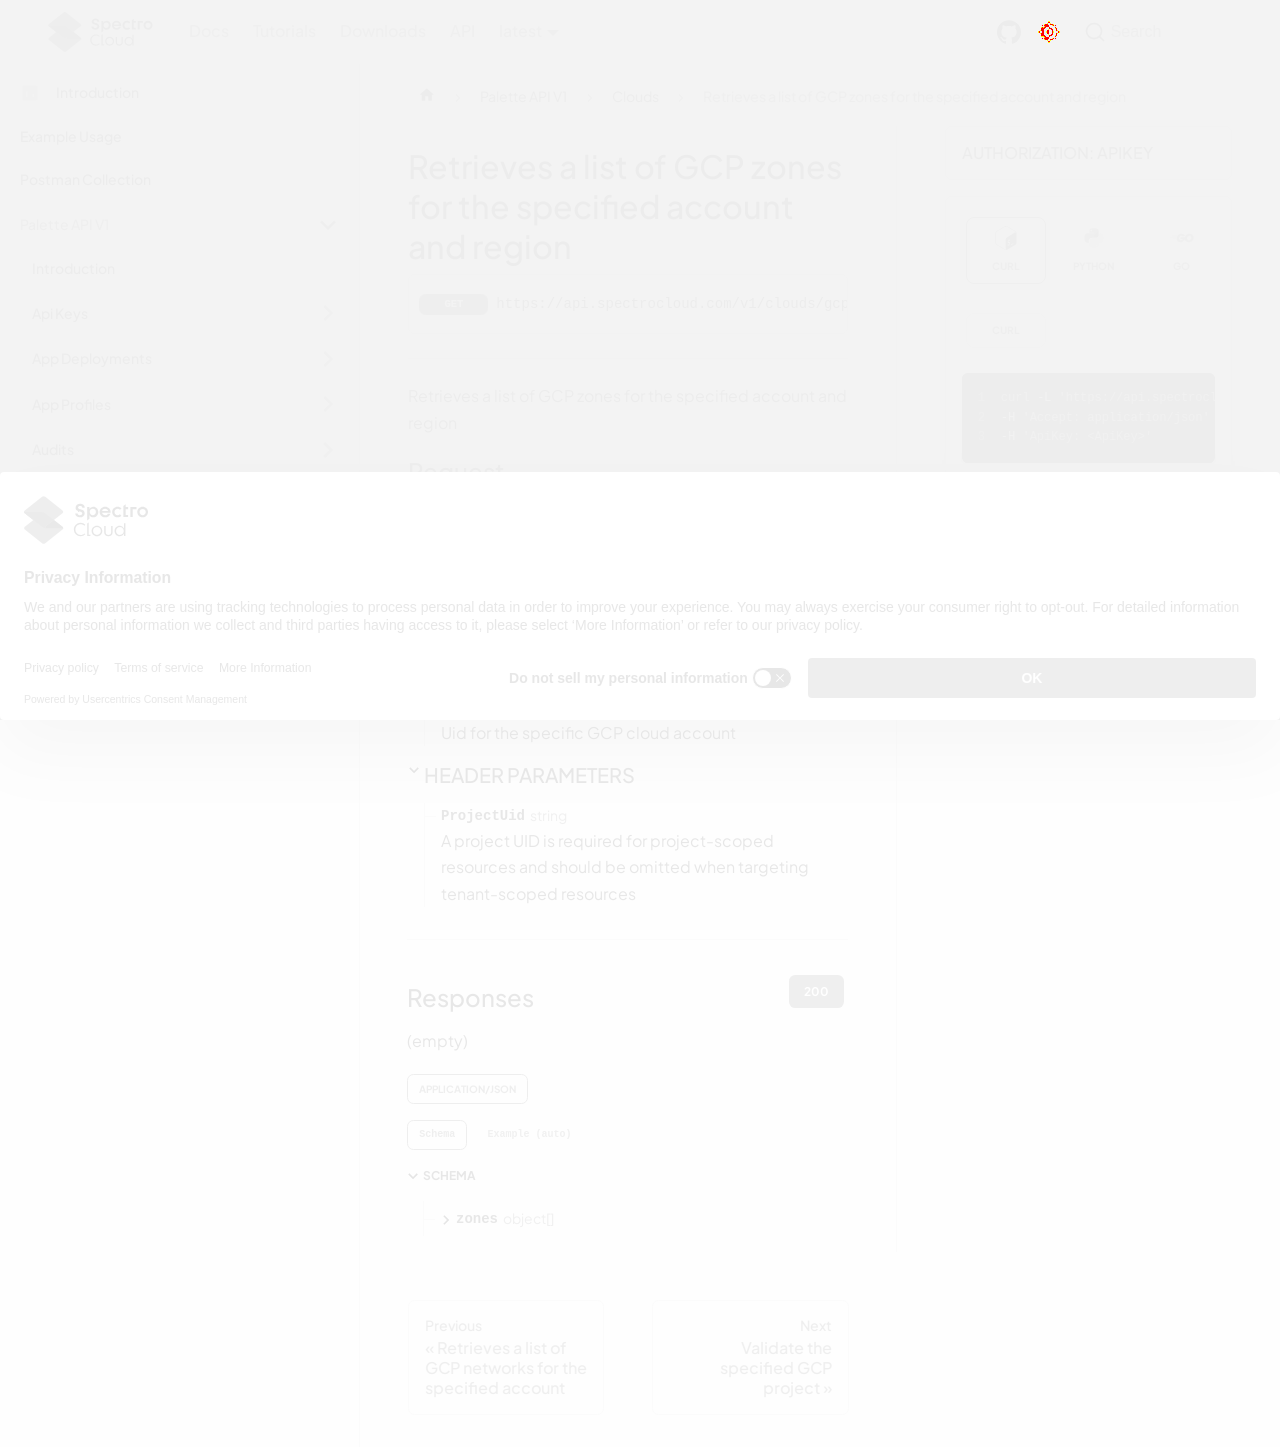 Spectro
Cloud
Docs Tutorials Downloads API latest
Search
Introduction
Palette API V1 Clouds Retrieves a list of GCP zones for the specified account and region
Example Usage
Postman Collection
Palette API V1
Introduction
Api Keys
App Deployments
App Profiles
Audits
Retrieves a list of GCP zones
for the specified account
and region
GET https://api.spectrocloud.com/v1/clouds/gcp
Retrieves a list of GCP zones for the specified account and
region
Request
AUTHORIZATION: APIKEY
CURL PYTHON GO
CURL
Spectro
Cloud
Privacy Information
We and our partners are using tracking technologies to process personal data in order to improve your experience. You may always exercise your consumer right to opt-out. For detailed information
about personal information we collect and third parties having access to it, please select 'More Information' or refer to our privacy policy.
Privacy policy Terms of service More Information
Do not sell my personal information
OK
Powered by Usercentrics Consent Management
Uid for the specific GCP cloud account
HEADER PARAMETERS
ProjectUid string
A project UID is required for project-scoped
resources and should be omitted when targeting
tenant-scoped resources
Responses
200
(empty)
APPLICATION/JSON
Schema Example (auto)
SCHEMA
zones object[]
Previous
« Retrieves a list of
GCP networks for the
specified account
Next
Validate the
specified GCP
project »